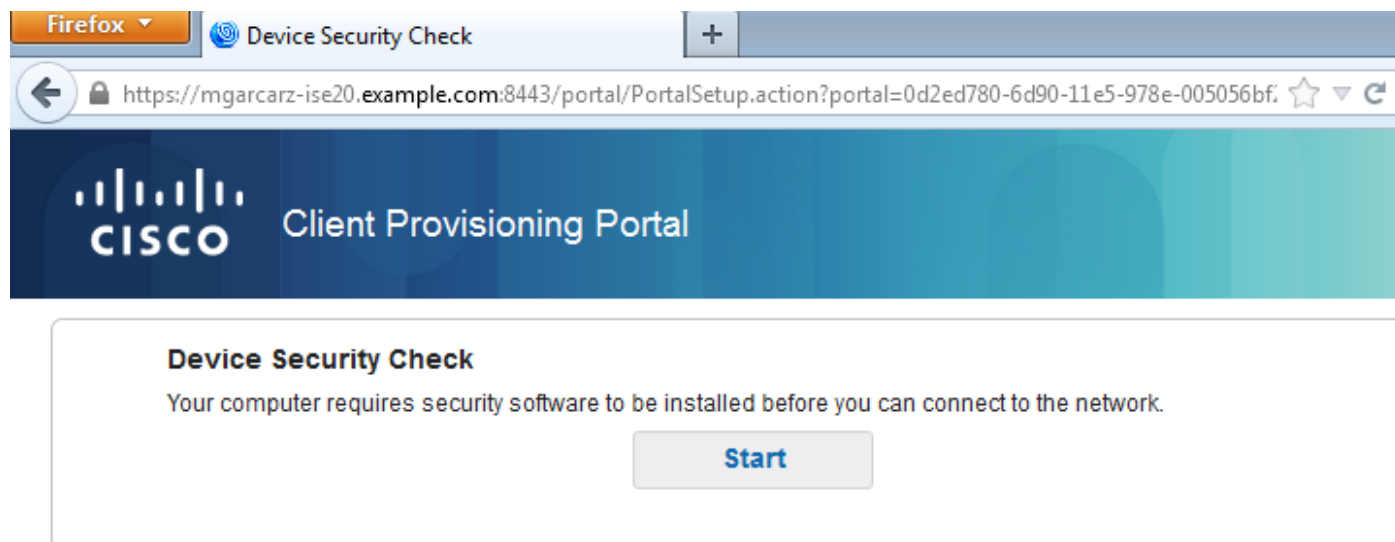 Firefox
Device Security Check
https://mgarcarz-ise20.example.com:8443/portal/PortalSetup.action?portal=0d2ed780-6d90-11e5-978e-005056bf.
CISCO
Client Provisioning Portal
Device Security Check
Your computer requires security software to be installed before you can connect to the network.
Start